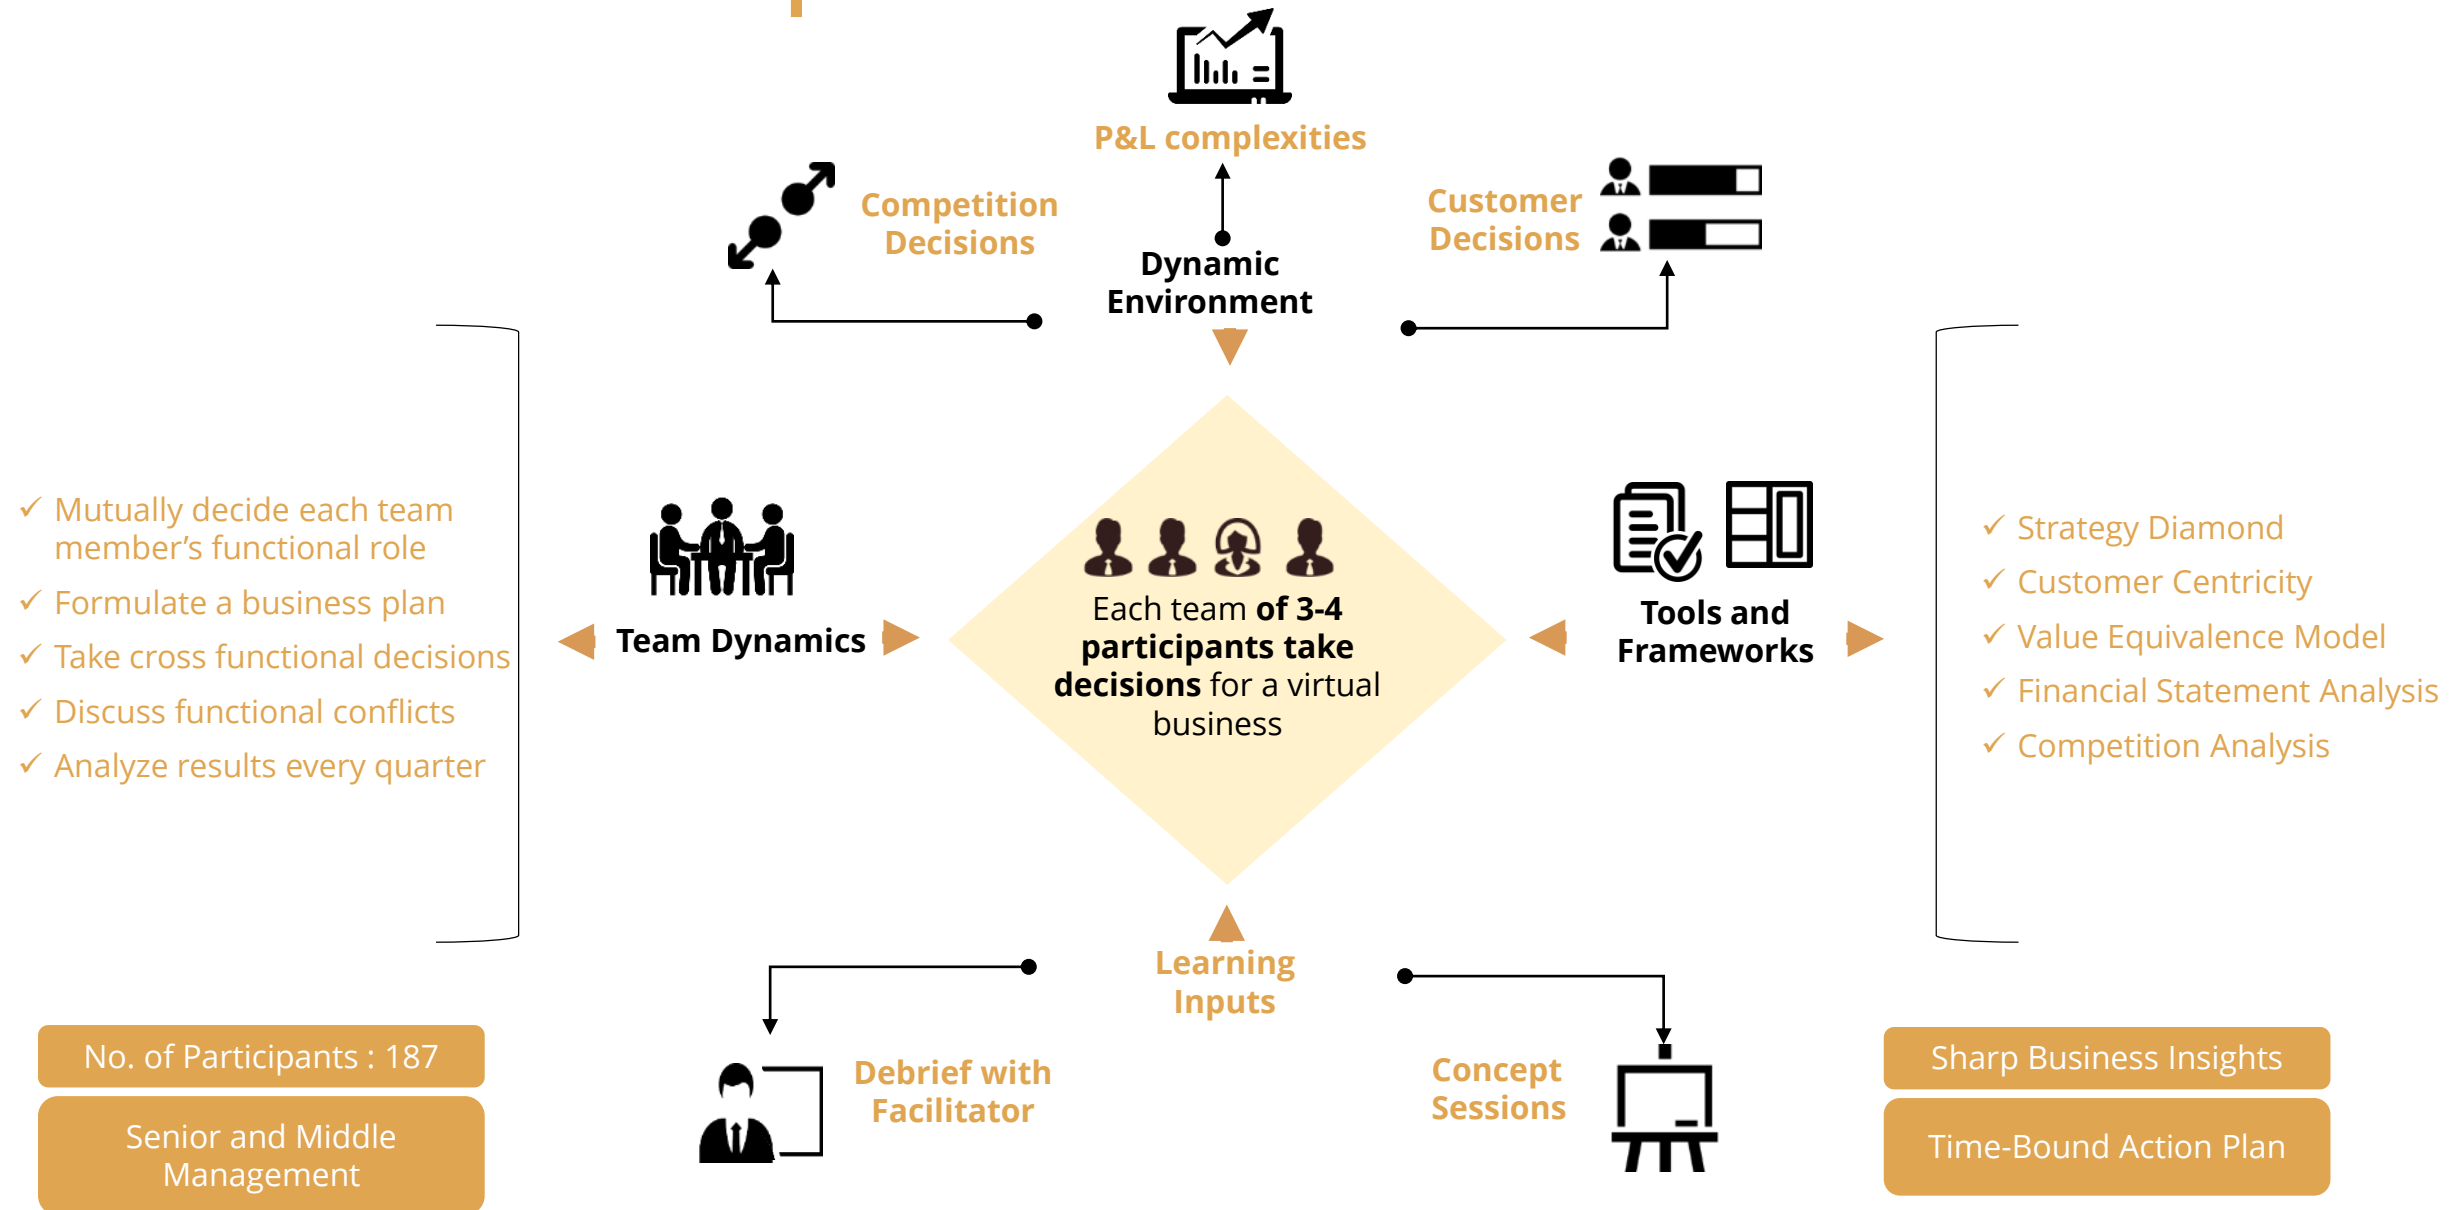 P&L complexities
Competition
Decisions
Customer
Decisions
Dynamic
Environment
✓ Mutually decide each team
member’s functional role
✓ Formulate a business plan
✓ Take cross functional decisions
✓ Discuss functional conflicts
✓ Analyze results every quarter
Team Dynamics
Each team of 3-4
participants take
decisions for a virtual
business
Tools and
Frameworks
✓ Strategy Diamond
✓ Customer Centricity
✓ Value Equivalence Model
✓ Financial Statement Analysis
✓ Competition Analysis
Learning
Inputs
Debrief with
Facilitator
Concept
Sessions
No. of Participants : 187
Senior and Middle
Management
Sharp Business Insights
Time-Bound Action Plan